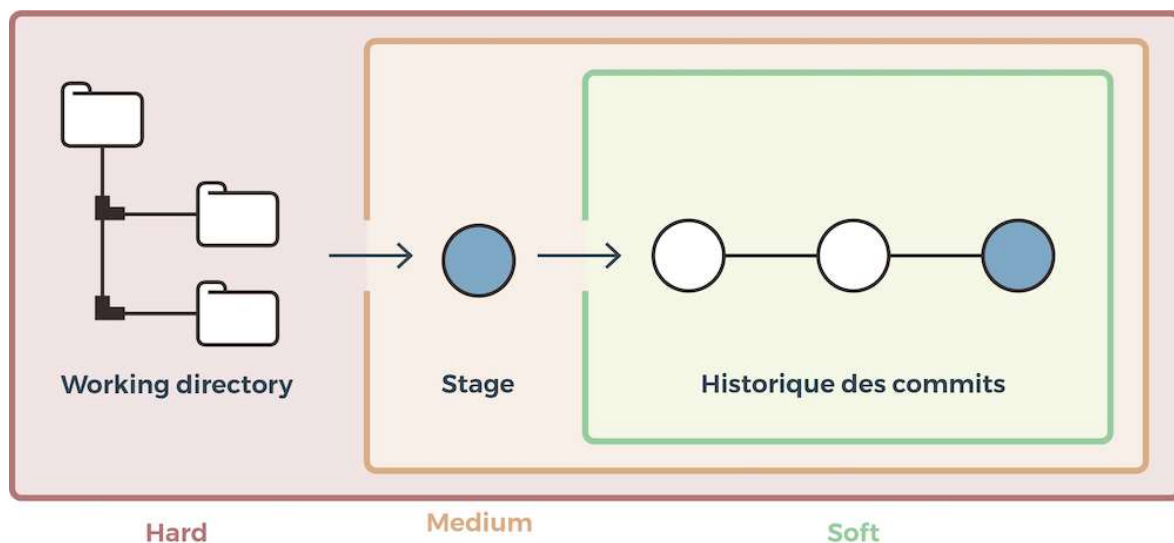 Working directory
Stage
Historique des commits
Hard
Medium
Soft